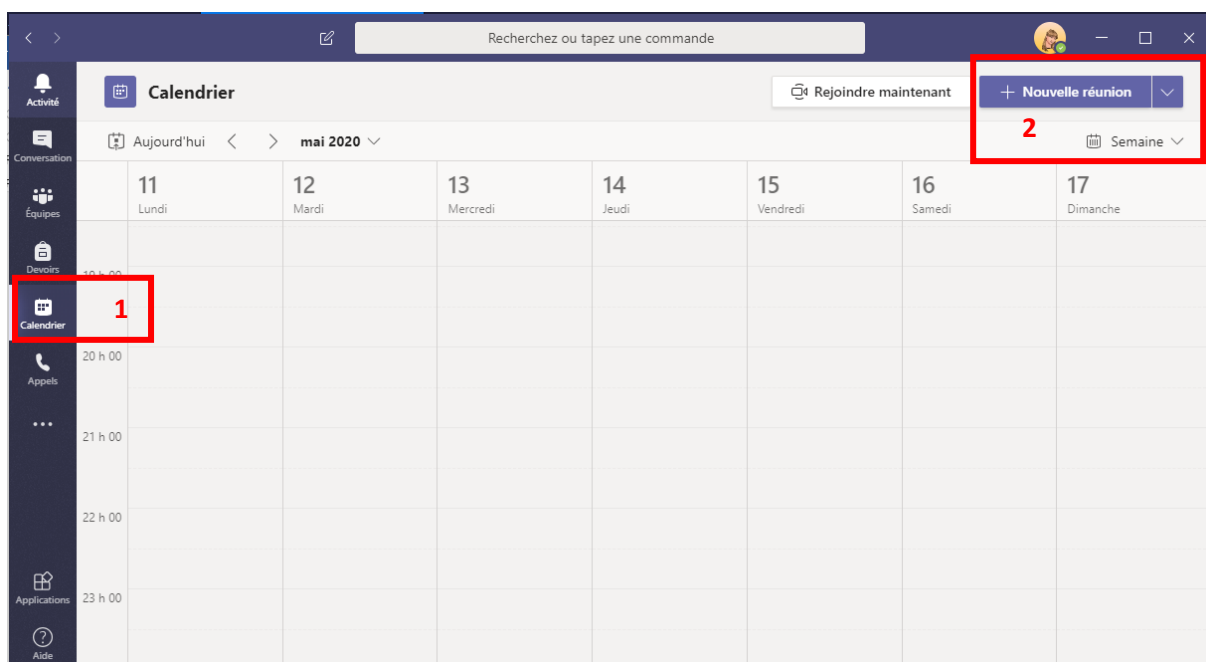 Recherchez ou tapez une commande
Activité
Calendrier
Rejoindre maintenant
+ Nouvelle réunion
2
Conversation
Aujourd'hui
mai 2020
Semaine
11
Lundi
12
Mardi
13
Mercredi
14
Jeudi
15
Vendredi
16
Samedi
17
Dimanche
Équipes
Devoirs
Calendrier
1
20 h 00
Appels
21 h 00
22 h 00
Applications
23 h 00
Aide